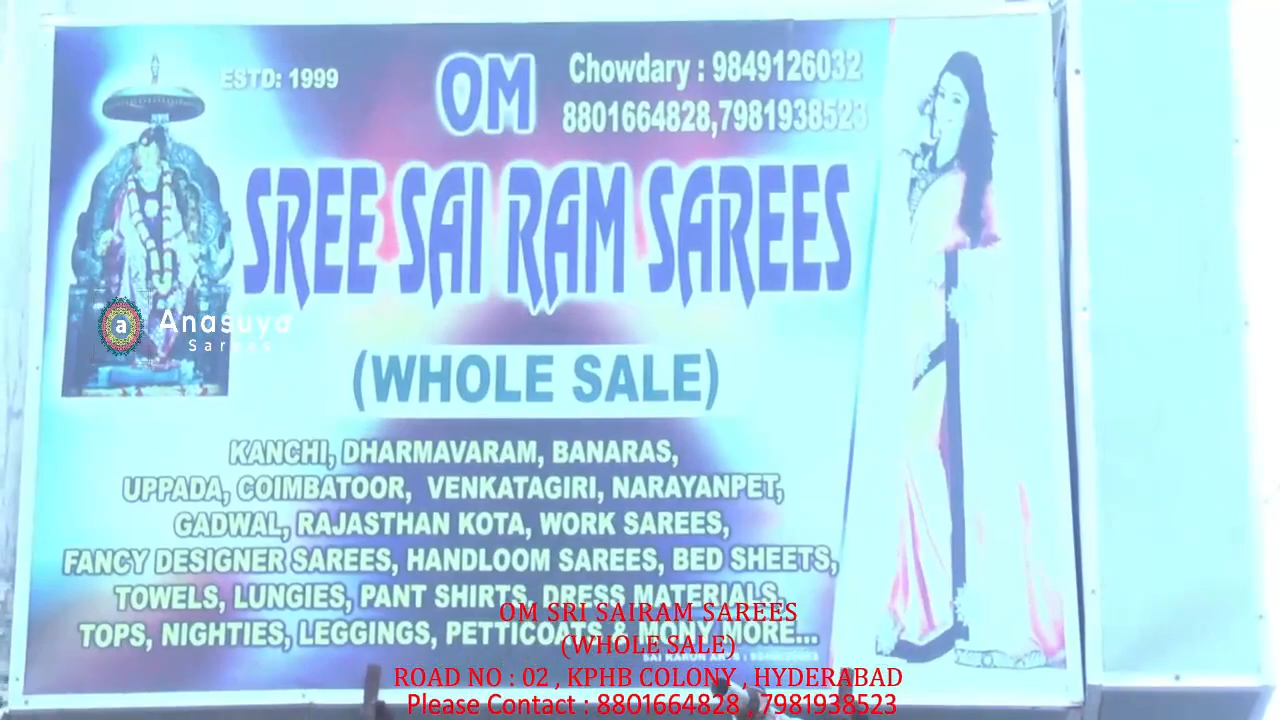 ESTD: 1999
OM
Chowdary : 9849126032
8801664828,7981938523
SREE SAI RAM SAREES
a Anasuya
Sarees
(WHOLE SALE)
KANCHI, DHARMAVARAM, BANARAS,
UPPADA, COIMBATOOR, VENKATAGIRI, NARAYANPET,
GADWAL, RAJASTHAN KOTA, WORK SAREES,
FANCY DESIGNER SAREES, HANDLOOM SAREES, BED SHEETS,
TOWELS, LUNGIES, PANT SHIRTS, DRESS MATERIALS,
TOPS, NIGHTIES, LEGGINGS, PETTICOATS & MONY MORE...
OM SRI SAIRAM SAREES
(WHOLE SALE)
ROAD NO : 02 , KPHB COLONY , HYDERABAD
Please Contact : 8801664828 , 7981938523